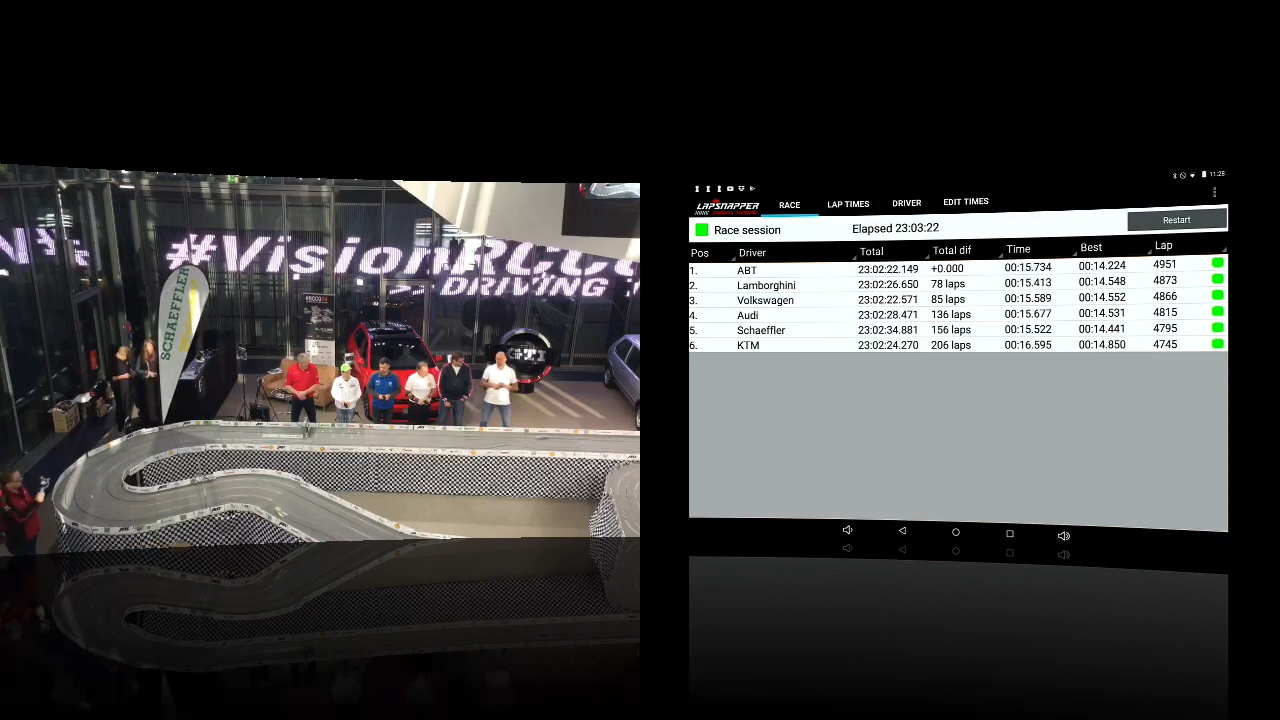 #VisionRCCO
DRIVING
SCHAEFFLER
GTI
11:28
LAPSNAPPER
RACE
LAP TIMES
DRIVER
EDIT TIMES
Race session
Elapsed 23:03:22
Restart
Pos Driver Total Total dif Time Best Lap
1. ABT 23:02:22.149 +0.000 00:15.734 00:14.224 4951
2. Lamborghini 23:02:26.650 78 laps 00:15.413 00:14.548 4873
3. Volkswagen 23:02:22.571 85 laps 00:15.589 00:14.552 4866
4. Audi 23:02:28.471 136 laps 00:15.677 00:14.531 4815
5. Schaeffler 23:02:34.881 156 laps 00:15.522 00:14.441 4795
6. KTM 23:02:24.270 206 laps 00:16.595 00:14.850 4745